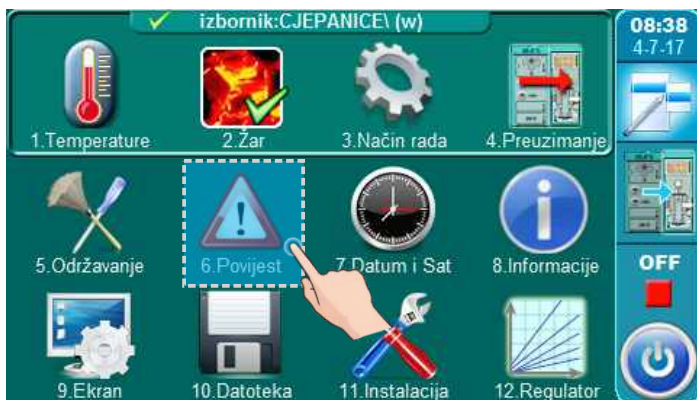 izbornik:CJEPANICE\ (w)
08:38
4-7-17
1.Temperature
2.Žar
3.Način rada
4.Preuzimanje
5.Održavanje
6.Povijest
7.Datum i Sat
8.Informacije
OFF
9.Ekran
10.Datoteka
11.Instalacija
12.Regulator